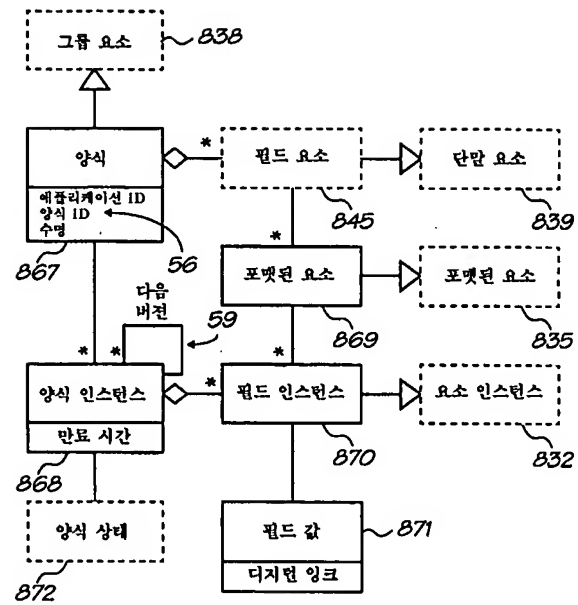 그룹 요소
838
양식
*
필드 요소
단말 요소
애플리케이션 ID
양식 ID
수명
56
845
839
867
*
포맷된 요소
포맷된 요소
다음
버젼
59
869
835
*
*
*
*
양식 인스턴스
필드 인스턴스
요소 인스턴스
만료 시간
870
832
868
양식 상태
필드 값
871
872
디지털 잉크